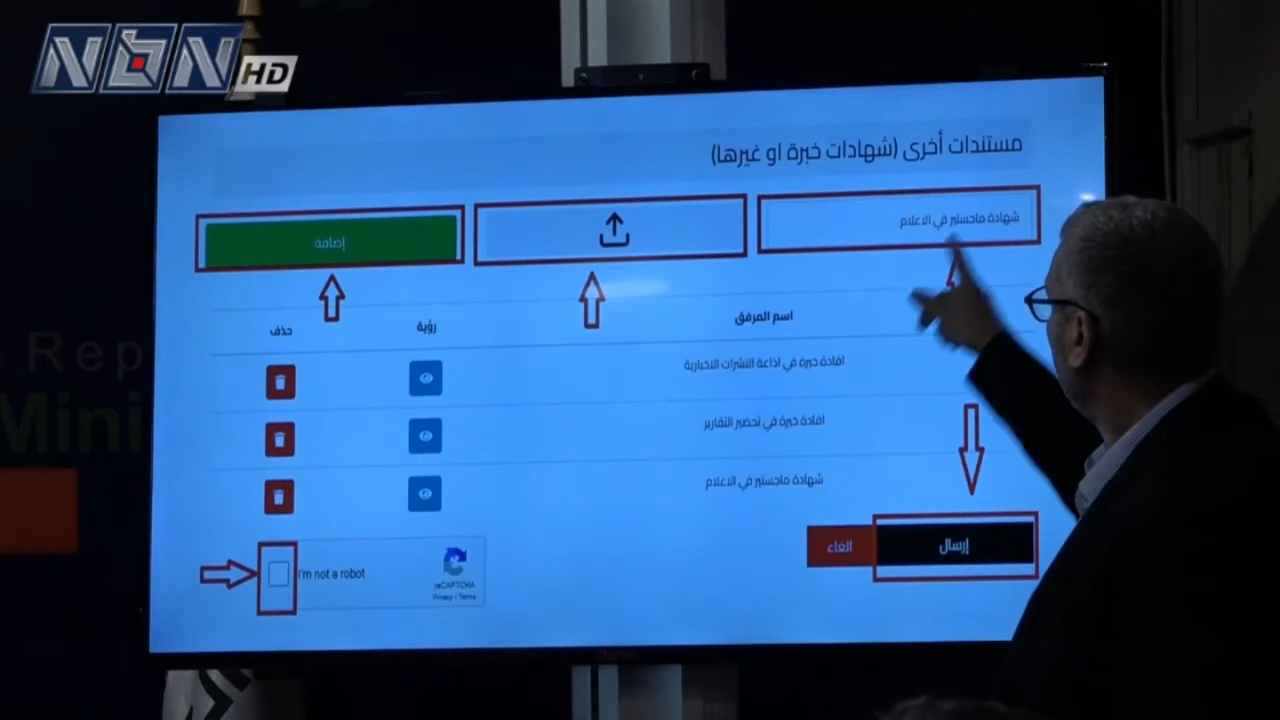 NBN HD
مستندات أخرى (شهادات خبرة او غيرها)
شهادة ماجستير في الاعلام
إضافة
اسم المرفق
رؤية
حذف
افادة خبرة في اذاعة النشرات الاخبارية
افادة خبرة في تحضير التقارير
شهادة ماجستير في الاعلام
إرسال
الغاء
I'm not a robot
reCAPTCHA
Privacy - Terms
Rep
Mini